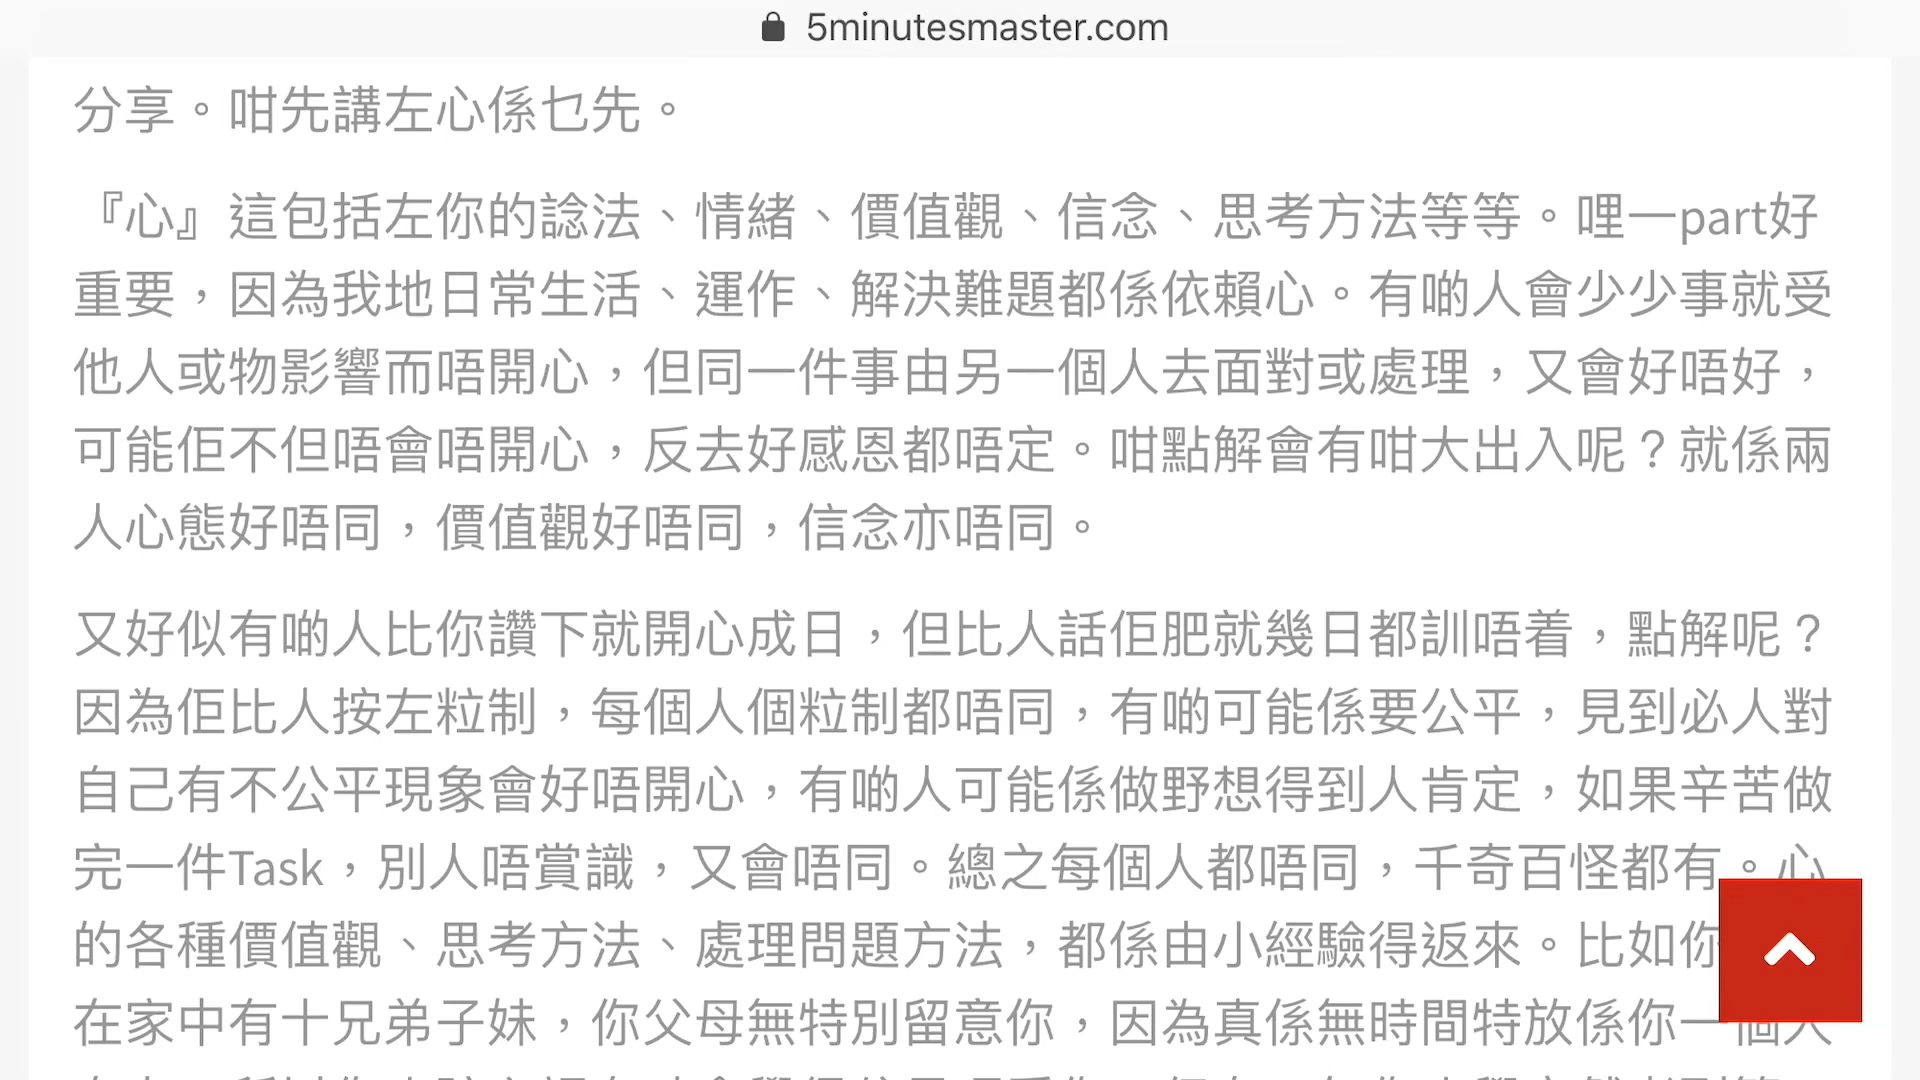 5minutesmaster.com
分享。咁先講左心係乜先。
『心』這包括左你的諗法、情緒、價值觀、信念、思考方法等等。哩一part好
重要，因為我地日常生活、運作、解決難題都係依賴心。有啲人會少少事就受
他人或物影響而唔開心，但同一件事由另一個人去面對或處理，又會好唔好，
可能佢不但唔會唔開心，反去好感恩都唔定。咁點解會有咁大出入呢？就係兩
人心態好唔同，價值觀好唔同，信念亦唔同。
又好似有啲人比你讚下就開心成日，但比人話佢肥就幾日都訓唔着，點解呢？
因為佢比人按左粒制，每個人個粒制都唔同，有啲可能係要公平，見到必人對
自己有不公平現象會好唔開心，有啲人可能係做野想得到人肯定，如果辛苦做
完一件Task，別人唔賞識，又會唔同。總之每個人都唔同，千奇百怪都有。心
的各種價值觀、思考方法、處理問題方法，都係由小經驗得返來。比如你
在家中有十兄弟子妹，你父母無特別留意你，因為真係無時間特放係你一個人